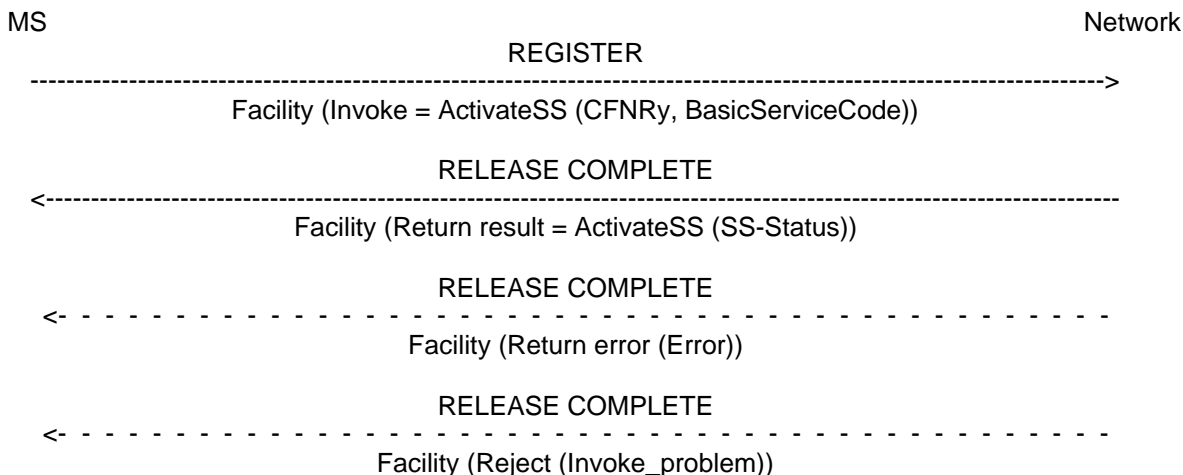 MS Network
REGISTER
------------------------------------------------------------------------------------------------------------------------>
Facility (Invoke = ActivateSS (CFNRy, BasicServiceCode))
RELEASE COMPLETE
<------------------------------------------------------------------------------------------------------------------------
Facility (Return result = ActivateSS (SS-Status))
RELEASE COMPLETE
<- - - - - - - - - - - - - - - - - - - - - - - - - - - - - - - - - - - - - - - - - - - - -
Facility (Return error (Error))
RELEASE COMPLETE
<- - - - - - - - - - - - - - - - - - - - - - - - - - - - - - - - - - - - - - - - - - - - -
Facility (Reject (Invoke_problem))